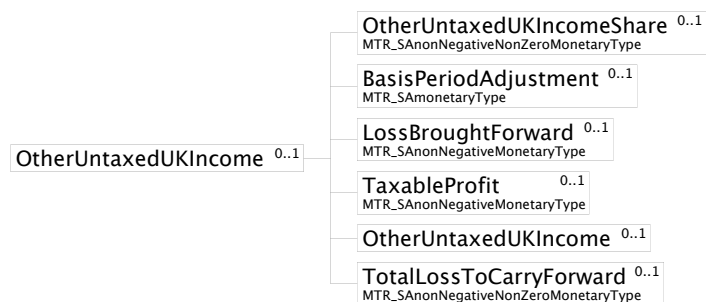 OtherUntaxedUKIncomeShare 0..1
MTR_SAnonNegativeNonZeroMonetaryType
BasisPeriodAdjustment 0..1
MTR_SAmonetaryType
LossBroughtForward 0..1
MTR_SAnonNegativeMonetaryType
OtherUntaxedUKIncome 0..1
TaxableProfit 0..1
MTR_SAnonNegativeMonetaryType
OtherUntaxedUKIncome 0..1
TotalLossToCarryForward 0..1
MTR_SAnonNegativeNonZeroMonetaryType